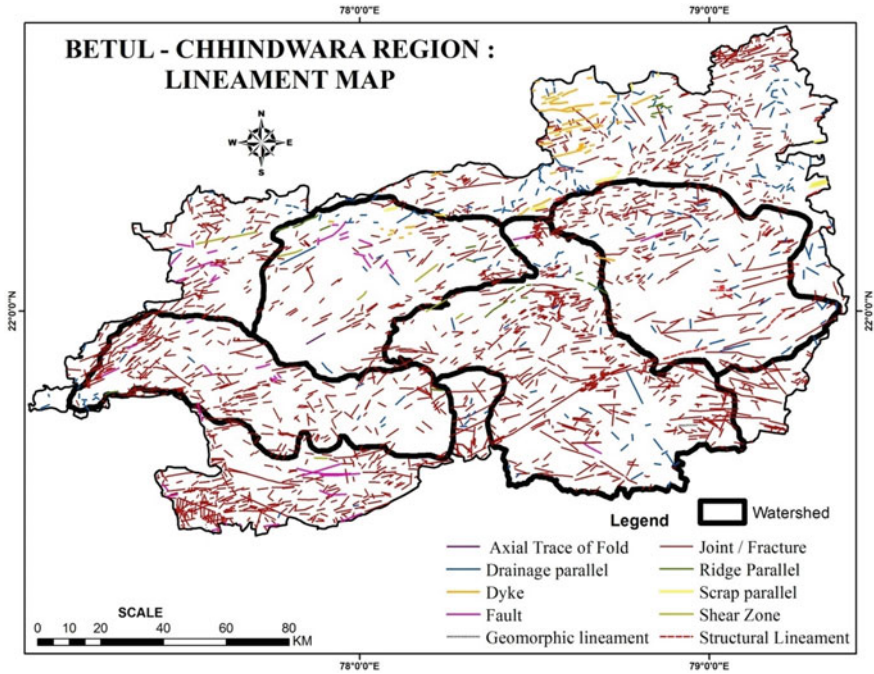 78°0'0"E
79°0'0"E
BETUL - CHHINDWARA REGION :
LINEAMENT MAP
N
W
E
S
22°0'0"N
22°0'0"N
Legend
Watershed
Axial Trace of Fold
Joint / Fracture
Drainage parallel
Ridge Parallel
Dyke
Scrap parallel
Fault
Shear Zone
Geomorphic lineament
Structural Lineament
SCALE
0 10 20 40 60 80
KM
78°0'0"E
79°0'0"E